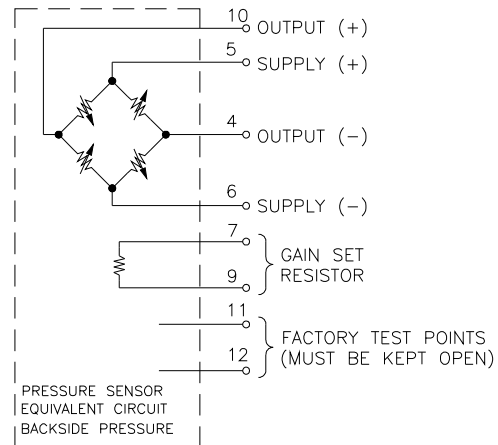 10
OUTPUT (+)
5
SUPPLY (+)
4
OUTPUT (−)
6
SUPPLY (−)
7
GAIN SET
RESISTOR
9
11
FACTORY TEST POINTS
(MUST BE KEPT OPEN)
12
PRESSURE SENSOR
EQUIVALENT CIRCUIT
BACKSIDE PRESSURE